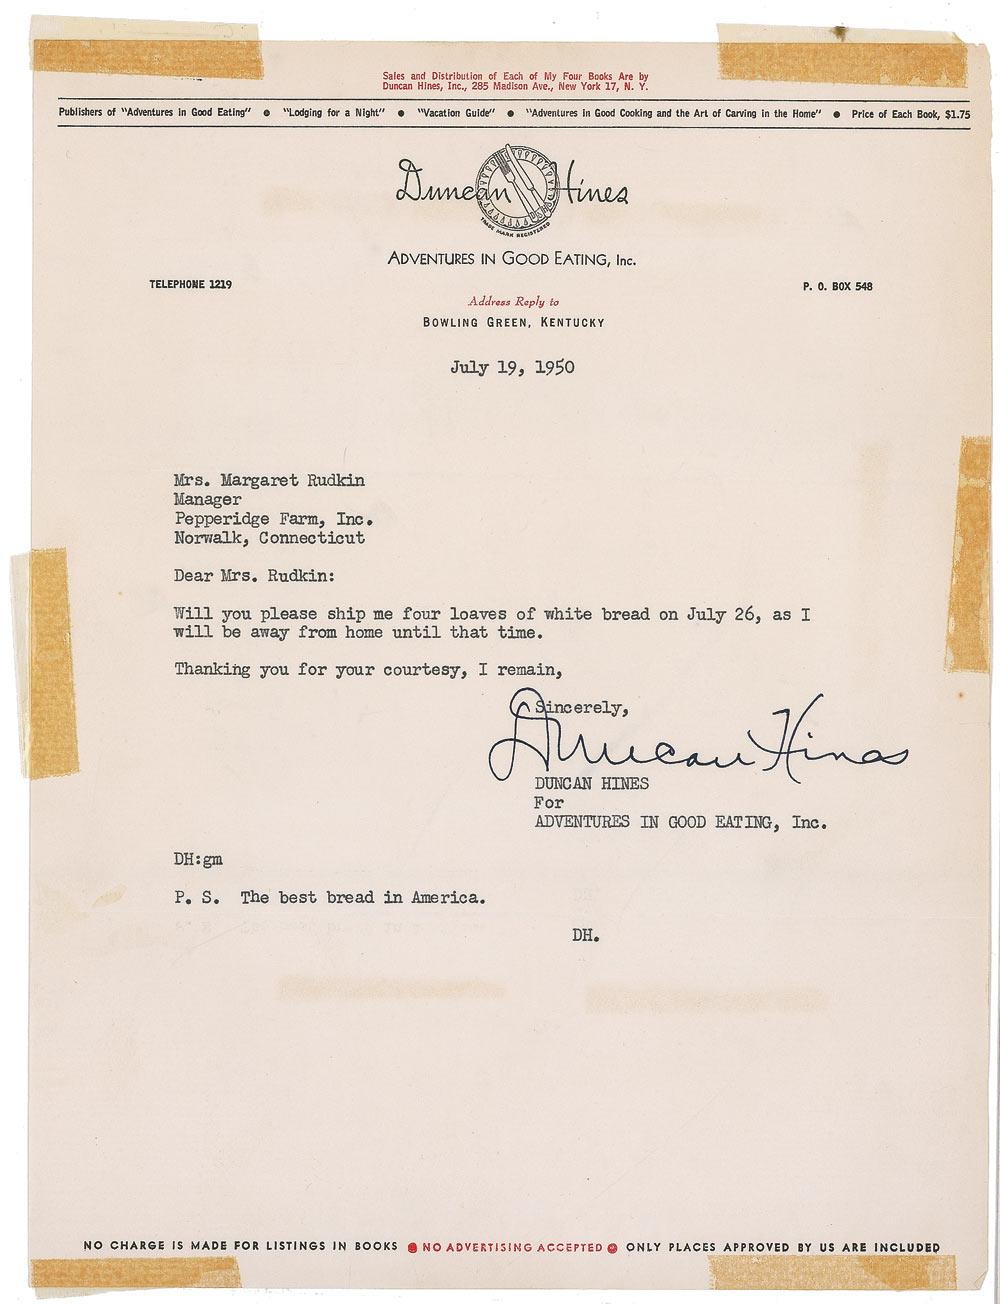 Sales and Distribution of Each of My Four Books Are by
Duncan Hines, Inc., 285 Madison Ave., New York 17, N. Y.
Publishers of "Adventures in Good Eating" ● "Lodging for a Night" ● "Vacation Guide" ● "Adventures in Good Cooking and the Art of Carving in the Home" ● Price of Each Book, $1.75
Duncan Hines
TRADE MARK REGISTERED
ADVENTURES IN GOOD EATING, Inc.
TELEPHONE 1219
P. O. BOX 548
Address Reply to
BOWLING GREEN, KENTUCKY
July 19, 1950
Mrs. Margaret Rudkin
Manager
Pepperidge Farm, Inc.
Norwalk, Connecticut
Dear Mrs. Rudkin:
Will you please ship me four loaves of white bread on July 26, as I
will be away from home until that time.
Thanking you for your courtesy, I remain,
Sincerely,
Duncan Hines
DUNCAN HINES
For
ADVENTURES IN GOOD EATING, Inc.
DH:gm
P. S. The best bread in America.
DH.
NO CHARGE IS MADE FOR LISTINGS IN BOOKS ● NO ADVERTISING ACCEPTED ● ONLY PLACES APPROVED BY US ARE INCLUDED